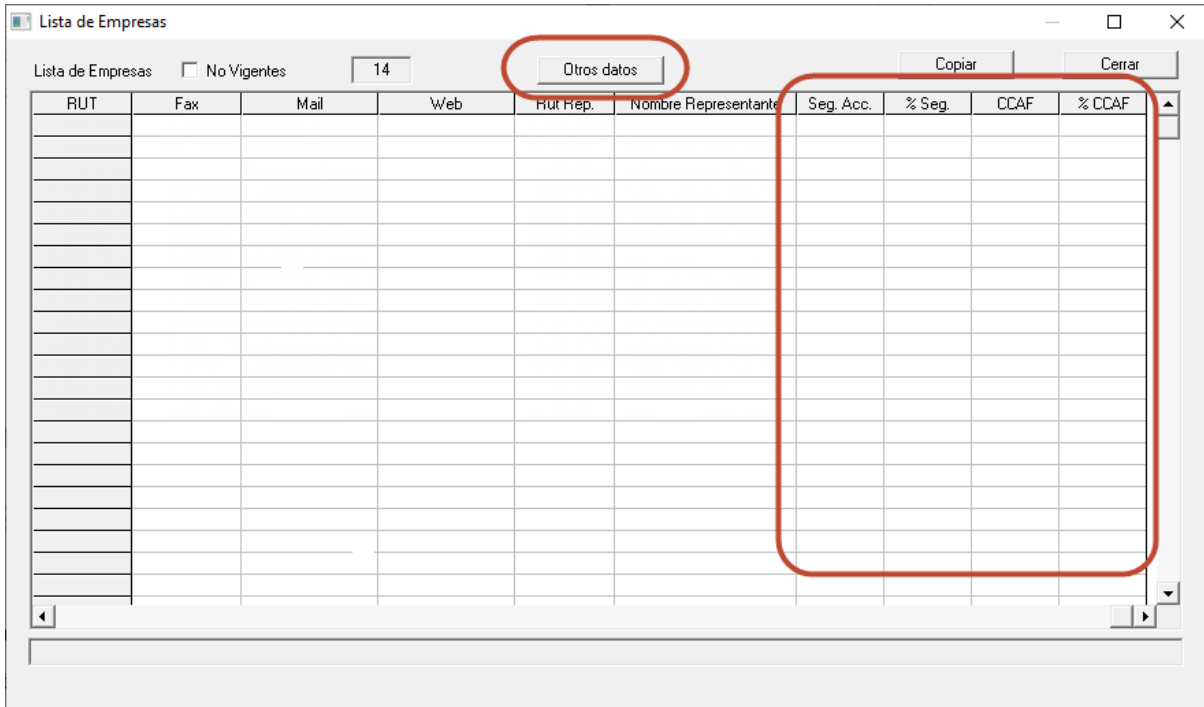 Lista de Empresas
Lista de Empresas No Vigentes 14 Otros datos Copiar Cerrar
RUT Fax Mail Web Rut Rep. Nombre Representante Seg. Acc. % Seg. CCAF % CCAF